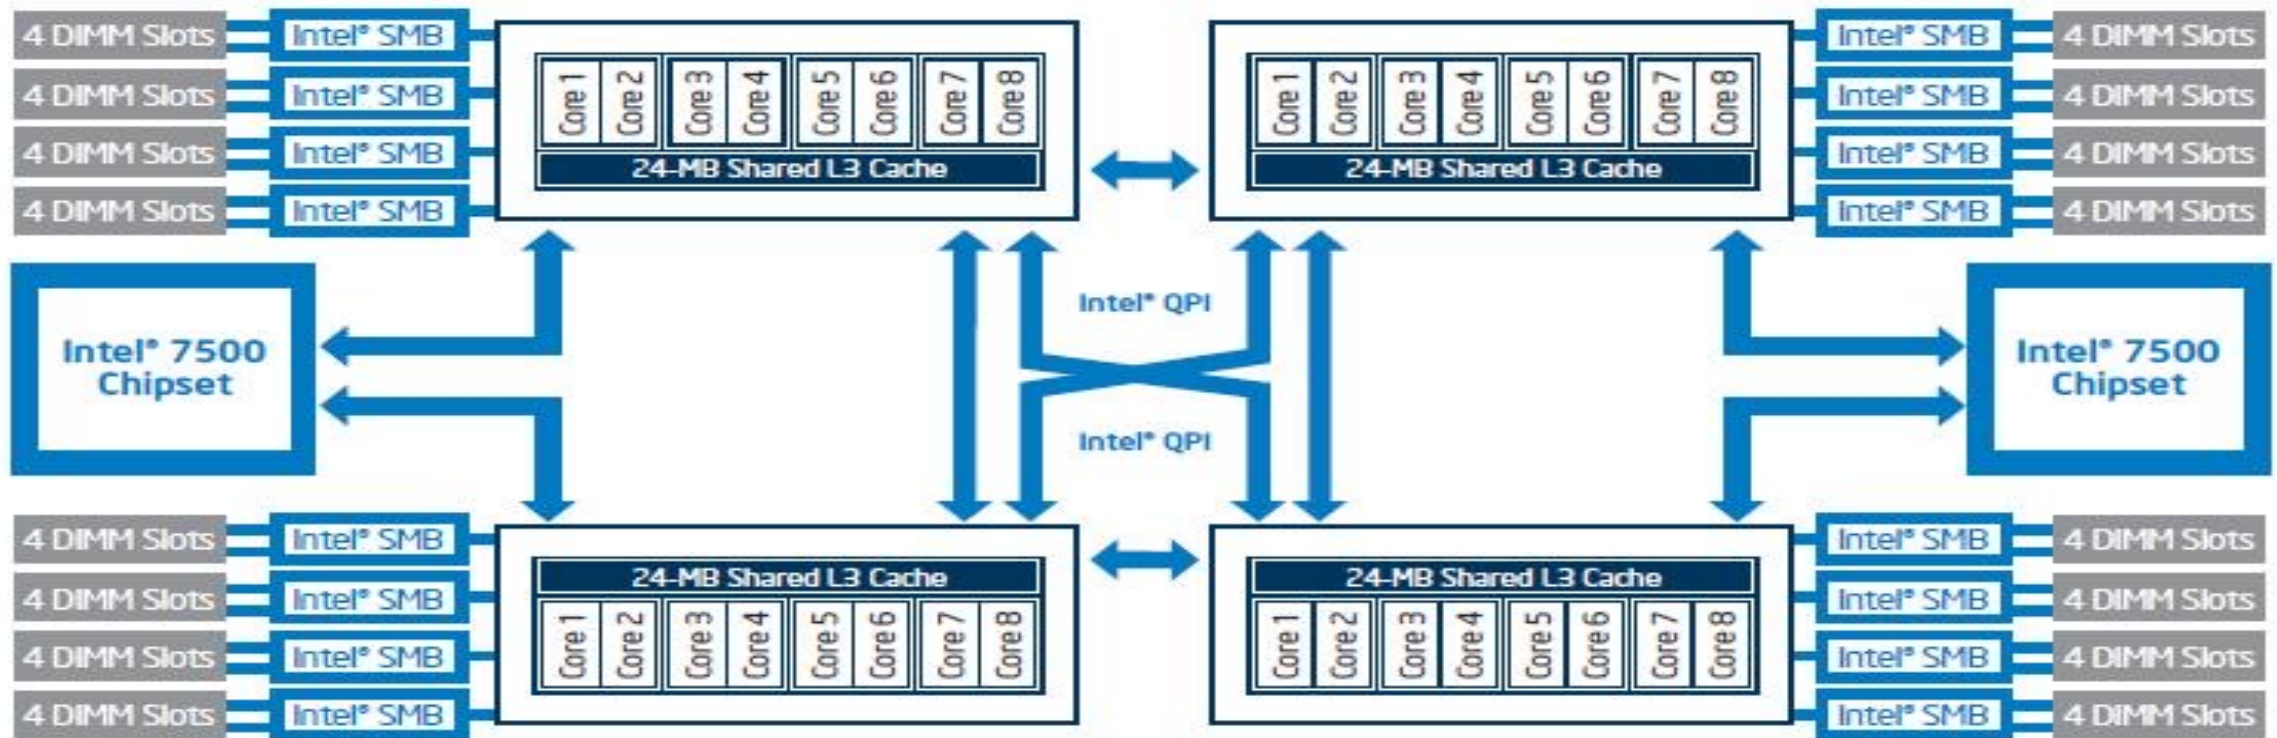 4 DIMM Slots Intel® SMB
4 DIMM Slots Intel® SMB
4 DIMM Slots Intel® SMB
4 DIMM Slots Intel® SMB
Core 1 Core 2 Core 3 Core 4 Core 5 Core 6 Core 7 Core 8
24-MB Shared L3 Cache
Core 1 Core 2 Core 3 Core 4 Core 5 Core 6 Core 7 Core 8
24-MB Shared L3 Cache
Intel® SMB 4 DIMM Slots
Intel® SMB 4 DIMM Slots
Intel® SMB 4 DIMM Slots
Intel® SMB 4 DIMM Slots
Intel® 7500
Chipset
Intel® QPI
Intel® QPI
Intel® 7500
Chipset
4 DIMM Slots Intel® SMB
4 DIMM Slots Intel® SMB
4 DIMM Slots Intel® SMB
4 DIMM Slots Intel® SMB
24-MB Shared L3 Cache
Core 1 Core 2 Core 3 Core 4 Core 5 Core 6 Core 7 Core 8
24-MB Shared L3 Cache
Core 1 Core 2 Core 3 Core 4 Core 5 Core 6 Core 7 Core 8
Intel® SMB 4 DIMM Slots
Intel® SMB 4 DIMM Slots
Intel® SMB 4 DIMM Slots
Intel® SMB 4 DIMM Slots